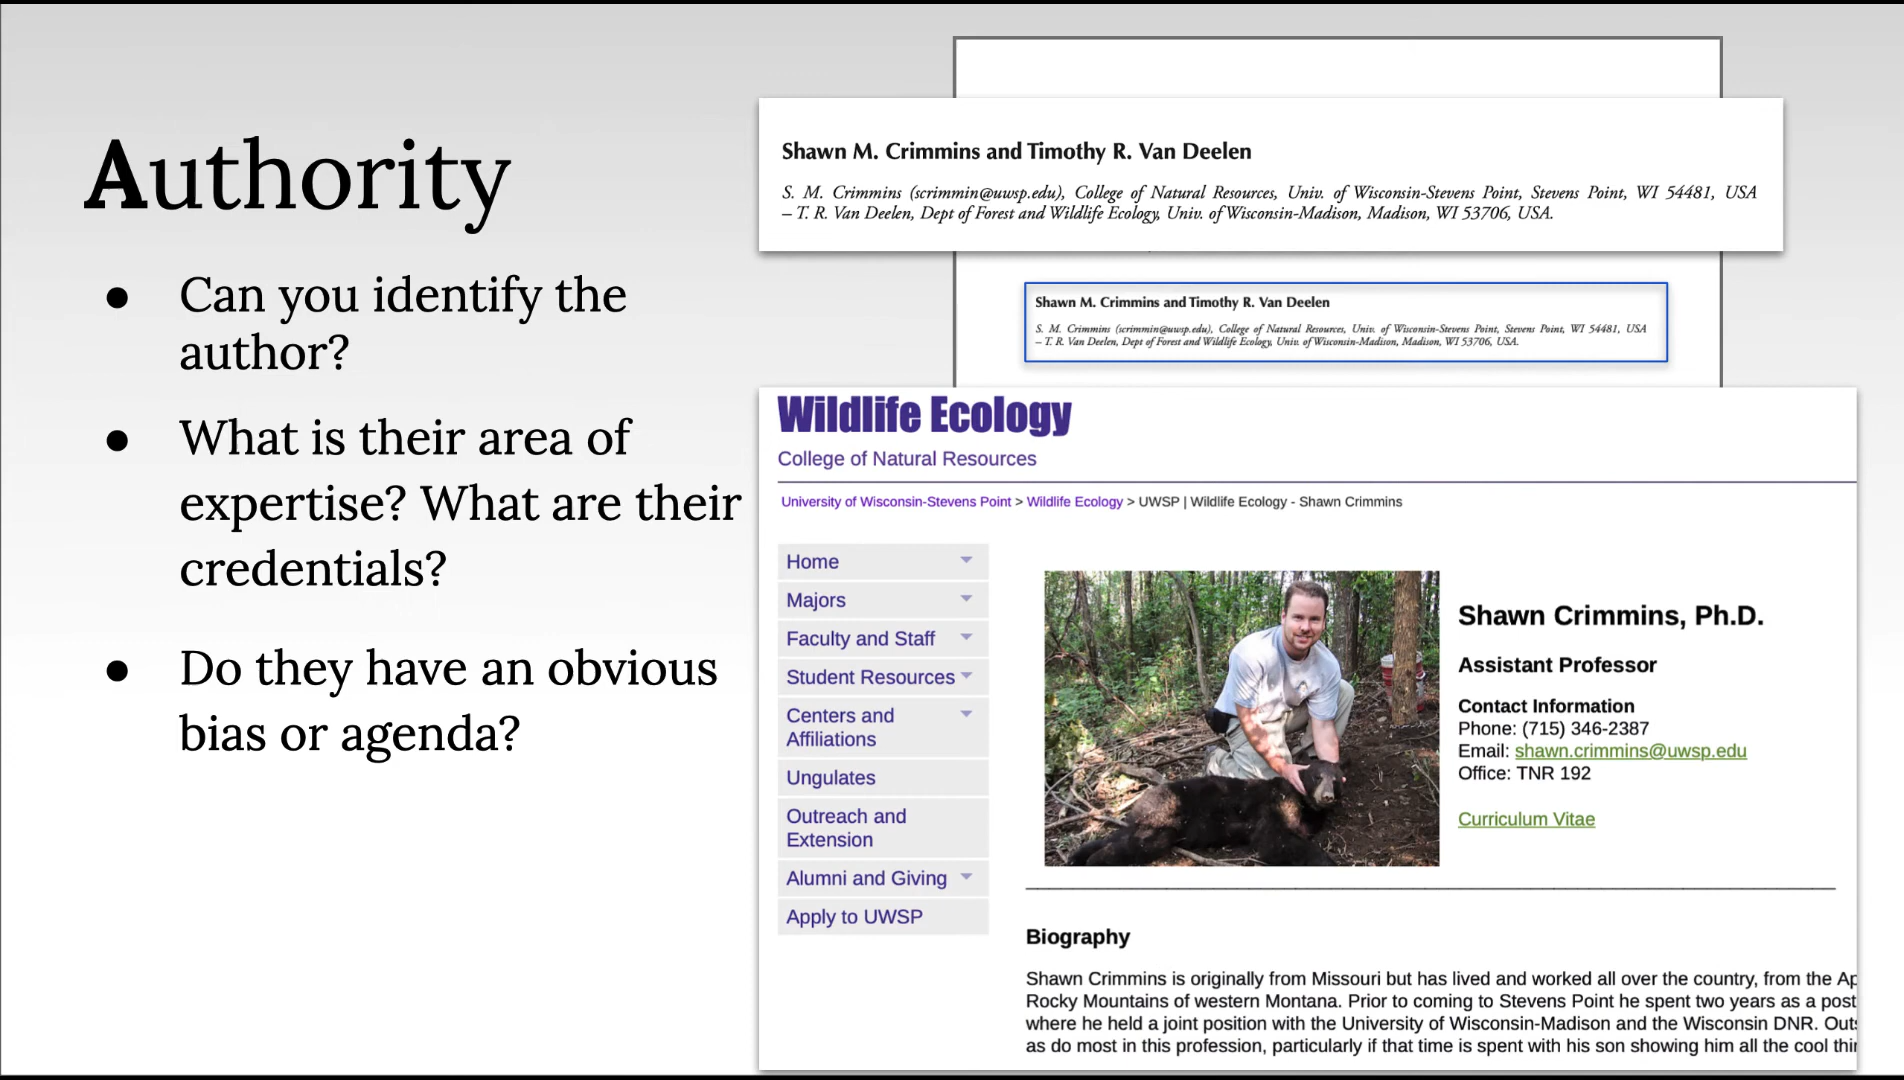 Authority
● Can you identify the
author?
● What is their area of
expertise? What are their
credentials?
● Do they have an obvious
bias or agenda?
Shawn M. Crimmins and Timothy R. Van Deelen
S. M. Crimmins (scrimmin@uwsp.edu), College of Natural Resources, Univ. of Wisconsin-Stevens Point, Stevens Point, WI 54481, USA
– T. R. Van Deelen, Dept of Forest and Wildlife Ecology, Univ. of Wisconsin-Madison, Madison, WI 53706, USA.
Shawn M. Crimmins and Timothy R. Van Deelen
S. M. Crimmins (scrimmin@uwsp.edu), College of Natural Resources, Univ. of Wisconsin-Stevens Point, Stevens Point, WI 54481, USA
– T. R. Van Deelen, Dept of Forest and Wildlife Ecology, Univ. of Wisconsin-Madison, Madison, WI 53706, USA.
Wildlife Ecology
College of Natural Resources
University of Wisconsin-Stevens Point > Wildlife Ecology > UWSP | Wildlife Ecology - Shawn Crimmins
Home
Majors
Faculty and Staff
Student Resources
Centers and
Affiliations
Ungulates
Outreach and
Extension
Alumni and Giving
Apply to UWSP
Shawn Crimmins, Ph.D.
Assistant Professor
Contact Information
Phone: (715) 346-2387
Email: shawn.crimmins@uwsp.edu
Office: TNR 192
Curriculum Vitae
Biography
Shawn Crimmins is originally from Missouri but has lived and worked all over the country, from the
Rocky Mountains of western Montana. Prior to coming to Stevens Point he spent two years as a post
where he held a joint position with the University of Wisconsin-Madison and the Wisconsin DNR.
as do most in this profession, particularly if that time is spent with his son showing him all the cool